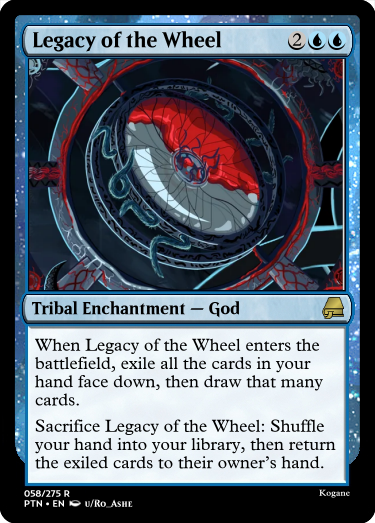 Legacy of the Wheel 2
Tribal Enchantment — God
When Legacy of the Wheel enters the
battlefield, exile all the cards in your
hand face down, then draw that many
cards.
Sacrifice Legacy of the Wheel: Shuffle
your hand into your library, then return
the exiled cards to their owner's hand.
058/275 R
Kogane
PTN • EN u/Ro_Ashe